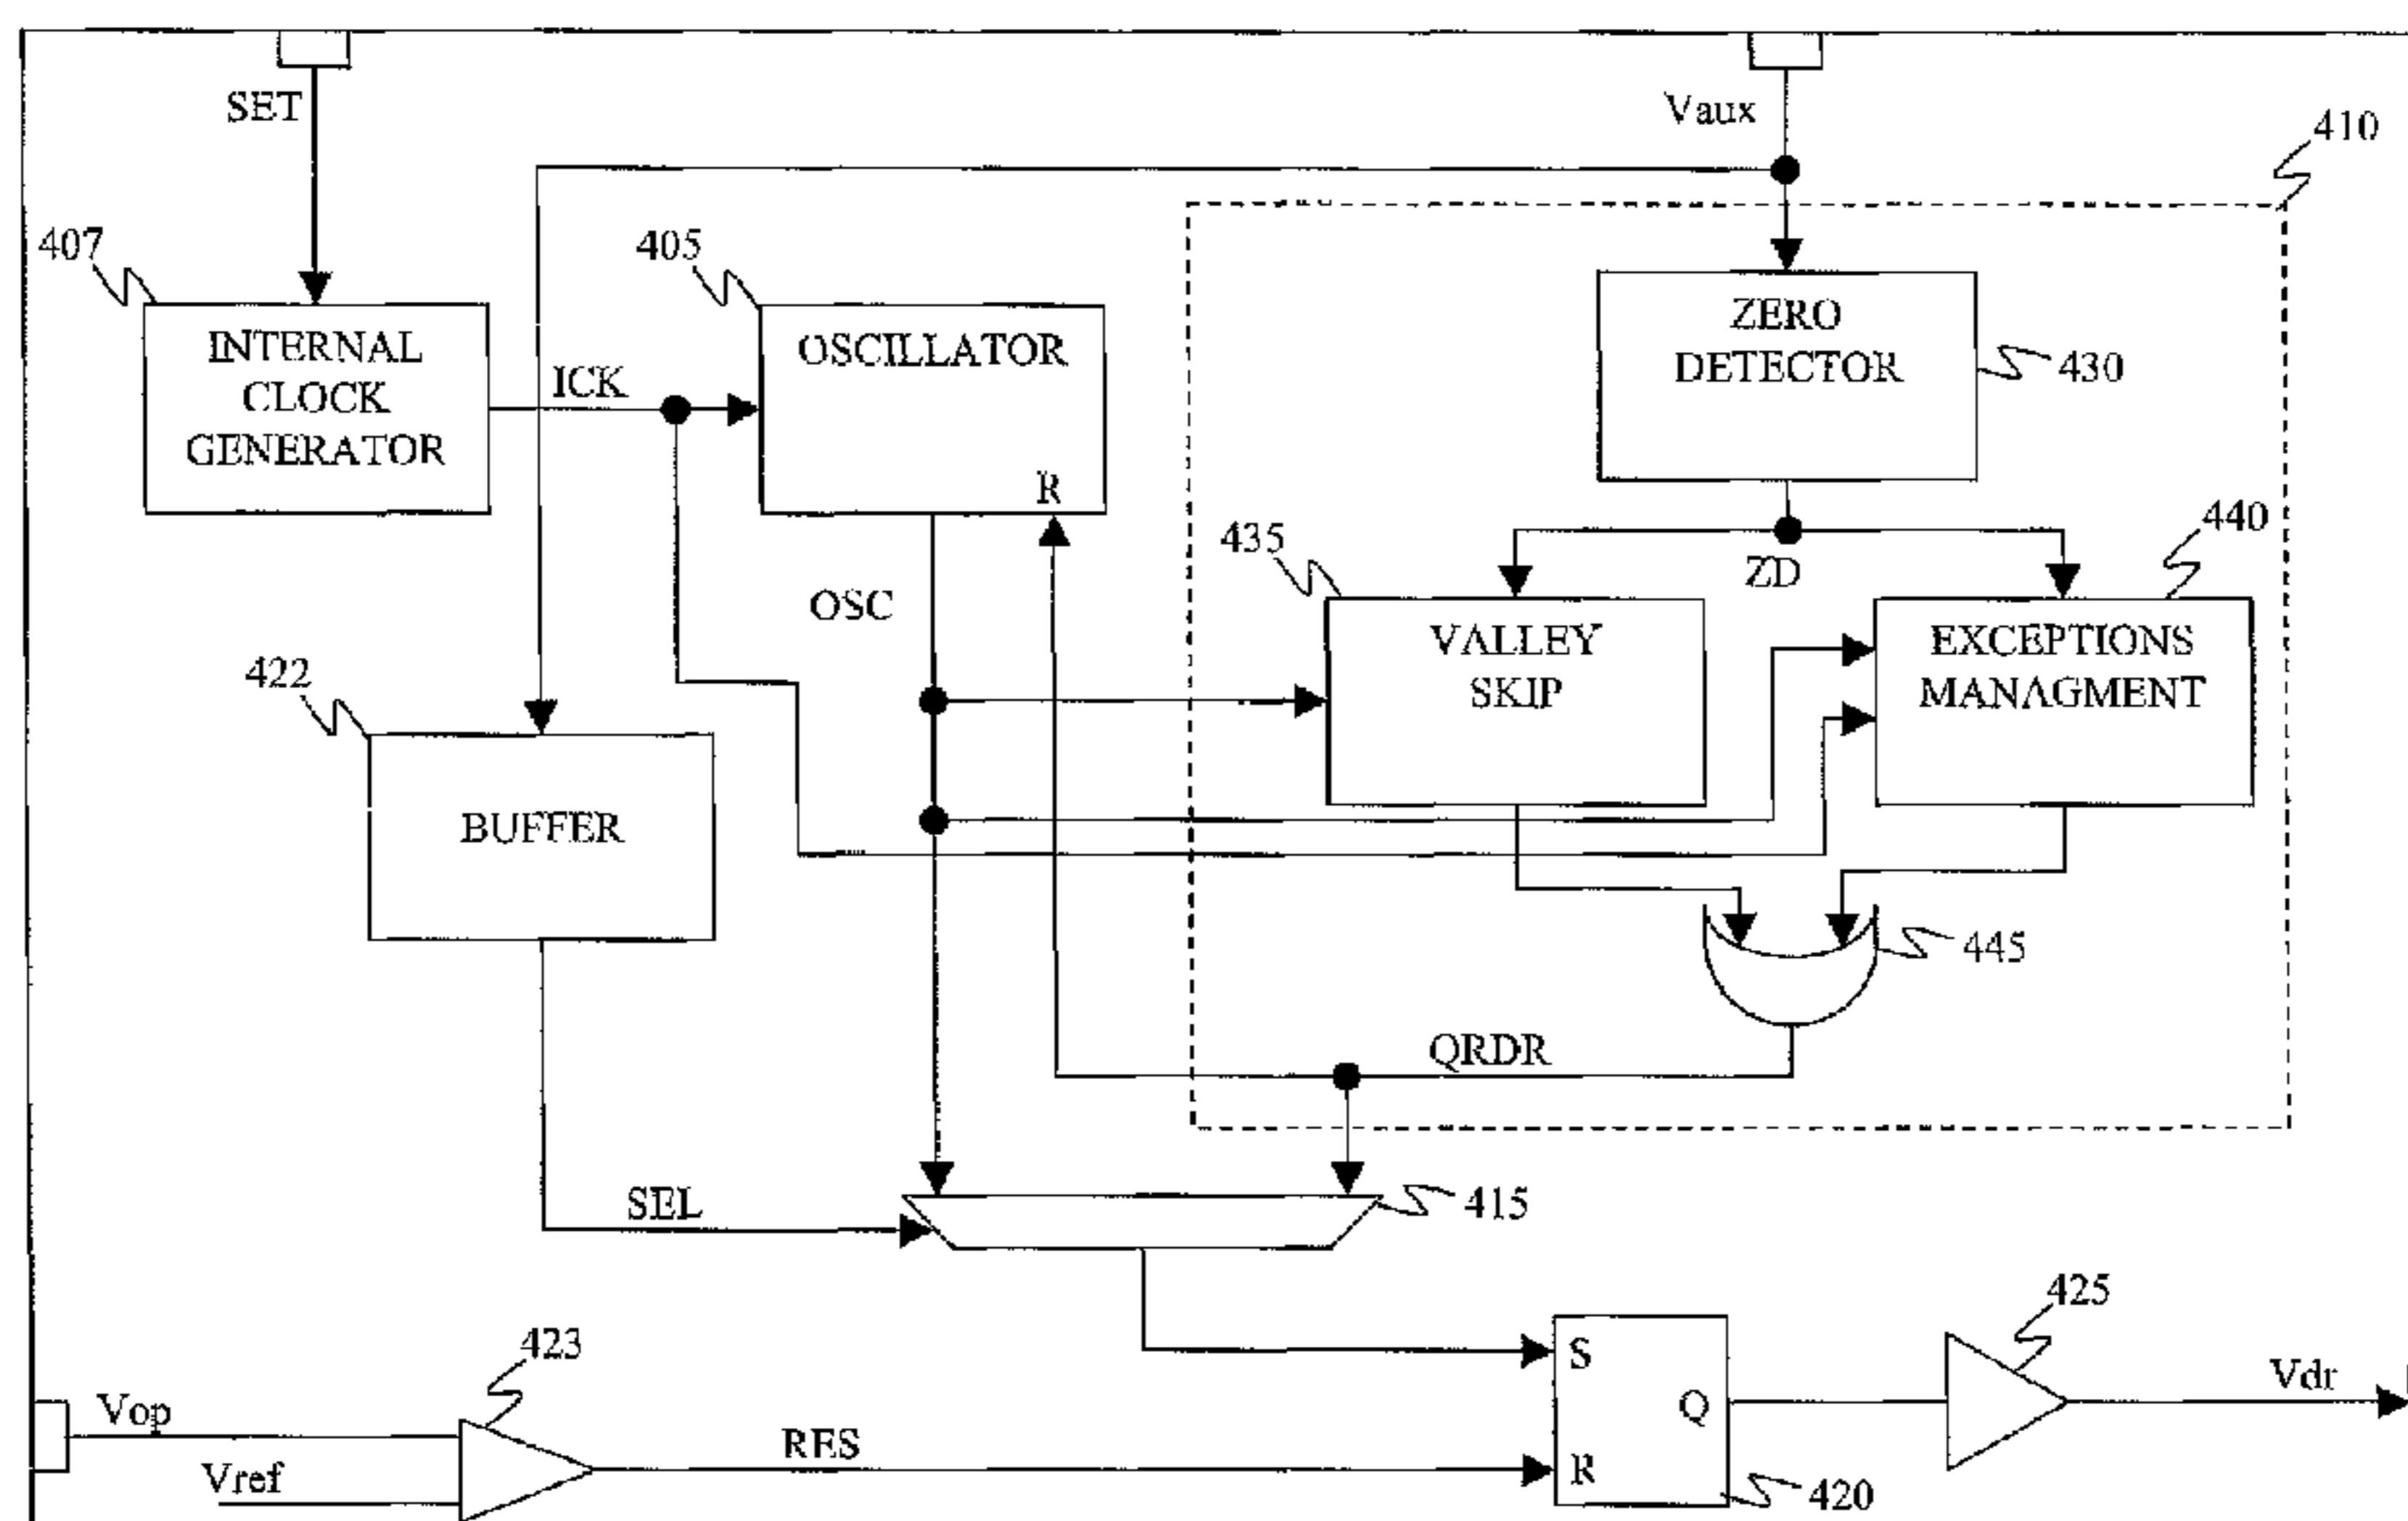 SET
Vaux
410
407
405
INTERNAL
CLOCK
GENERATOR
ICK
OSCILLATOR
R
ZERO
DETECTOR
430
OSC
ZD
435
440
VALLEY
SKIP
EXCEPTIONS
MANAGMENT
422
BUFFER
445
QRDR
SEL
415
423
425
Vop
Vref
RES
S
Q
R
420
Vdr